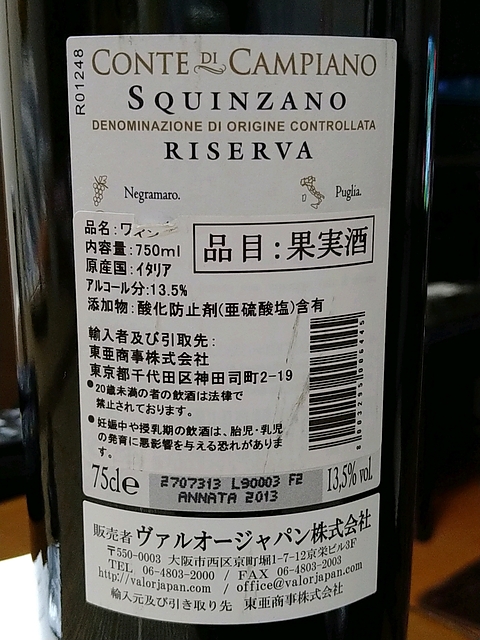 R01248
CONTE DI CAMPIANO
SQUINZANO
DENOMINAZIONE DI ORIGINE CONTROLLATA
RISERVA
Negramaro.
Puglia.
品名:ワイン
内容量:750ml
原産国:イタリア
アルコール分:13.5%
品目:果実酒
添加物:酸化防止剤(亜硫酸塩)含有
輸入者及び引取先:
東亜商事株式会社
東京都千代田区神田司町2-19
●20歳未満の者の飲酒は法律で
禁止されております。
●妊娠中や授乳期の飲酒は、胎児・乳児
の発育に悪影響を与える恐れがありま
す。
8003295006445
75cl e
2707313 L90003 F2
ANNATA 2013
13,5% vol.
販売者 ヴァルオージャパン株式会社
〒550-0003 大阪市西区京町堀1-7-12京栄ビル3F
TEL 06-4803-2000 / FAX 06-4803-2003
http://valorjapan.com/ office@valorjapan.com
輸入元及び引き取り先 東亜商事株式会社